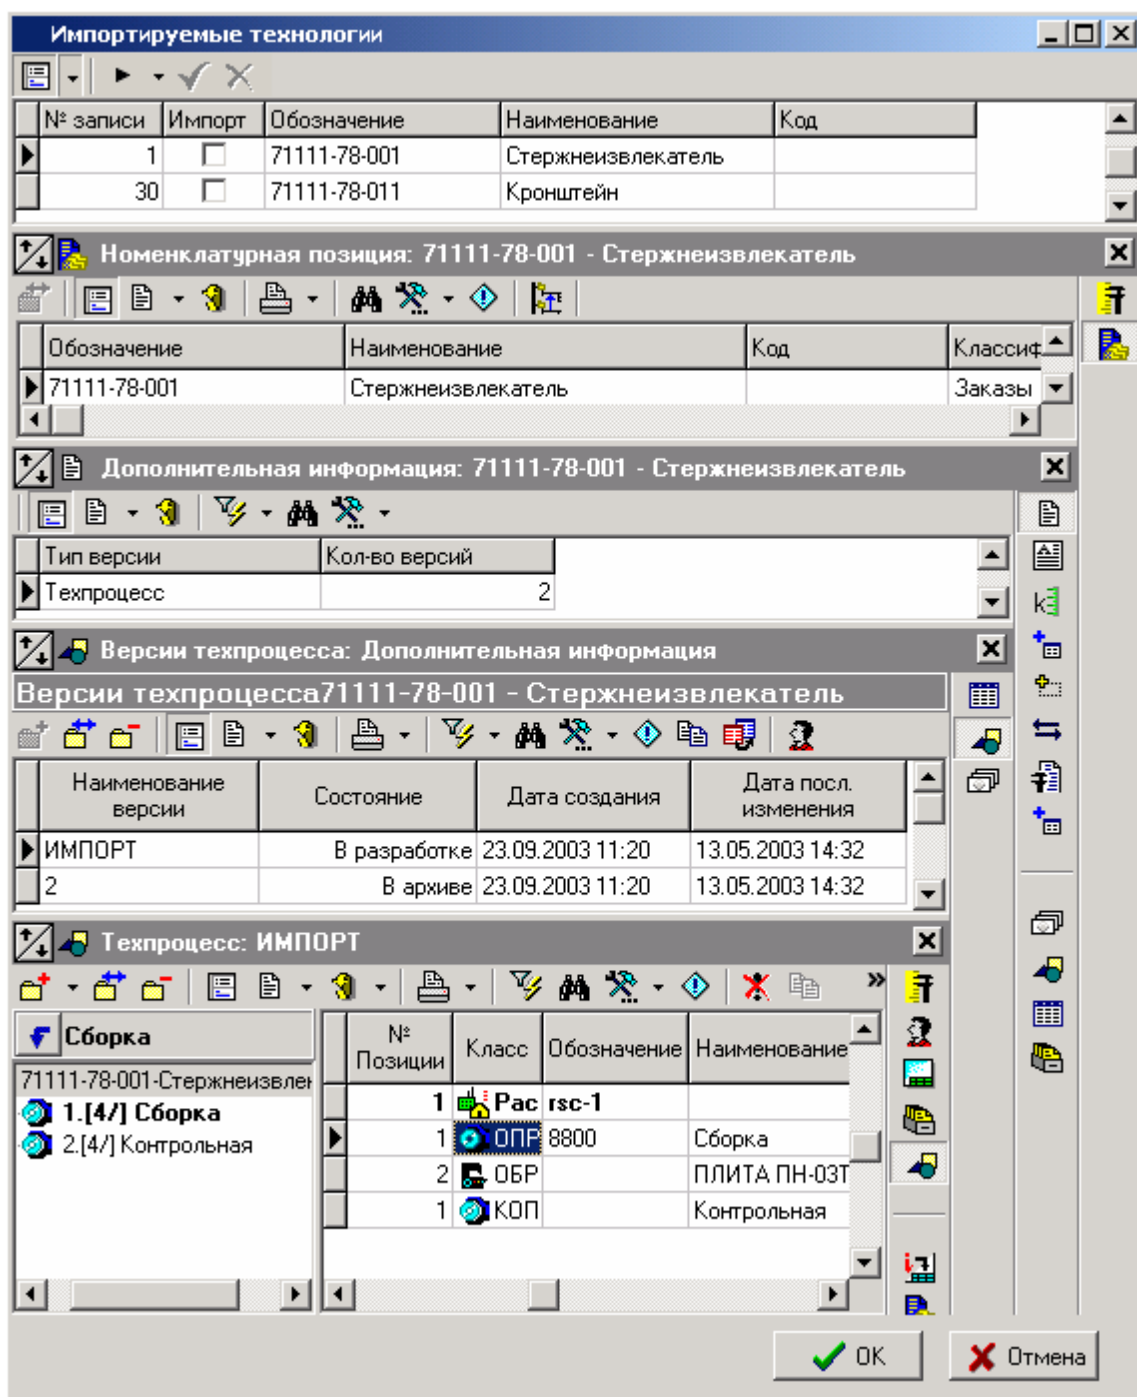 Импортируемые технологии
№ записи Импорт Обозначение Наименование Код
1 71111-78-001 Стержнеизвлекатель
30 71111-78-011 Кронштейн
Номенклатурная позиция: 71111-78-001 - Стержнеизвлекатель
Обозначение Наименование Код Классиф
71111-78-001 Стержнеизвлекатель Заказы
Дополнительная информация: 71111-78-001 - Стержнеизвлекатель
Тип версии Кол-во версий
Техпроцесс 2
Версии техпроцесса: Дополнительная информация
Версии техпроцесса71111-78-001 - Стержнеизвлекатель
Наименование версии Состояние Дата создания Дата посл. изменения
ИМПОРТ В разработке 23.09.2003 11:20 13.05.2003 14:32
2 В архиве 23.09.2003 11:20 13.05.2003 14:32
Техпроцесс: ИМПОРТ
Сборка
71111-78-001-Стержнеизвлек
1.[4/] Сборка
2.[4/] Контрольная
№ Позиции Класс Обозначение Наименование
1 Рас rsc-1
1 ОПР 8800 Сборка
2 ОБР ПЛИТА ПН-03Т
1 КОП Контрольная
OK Отмена